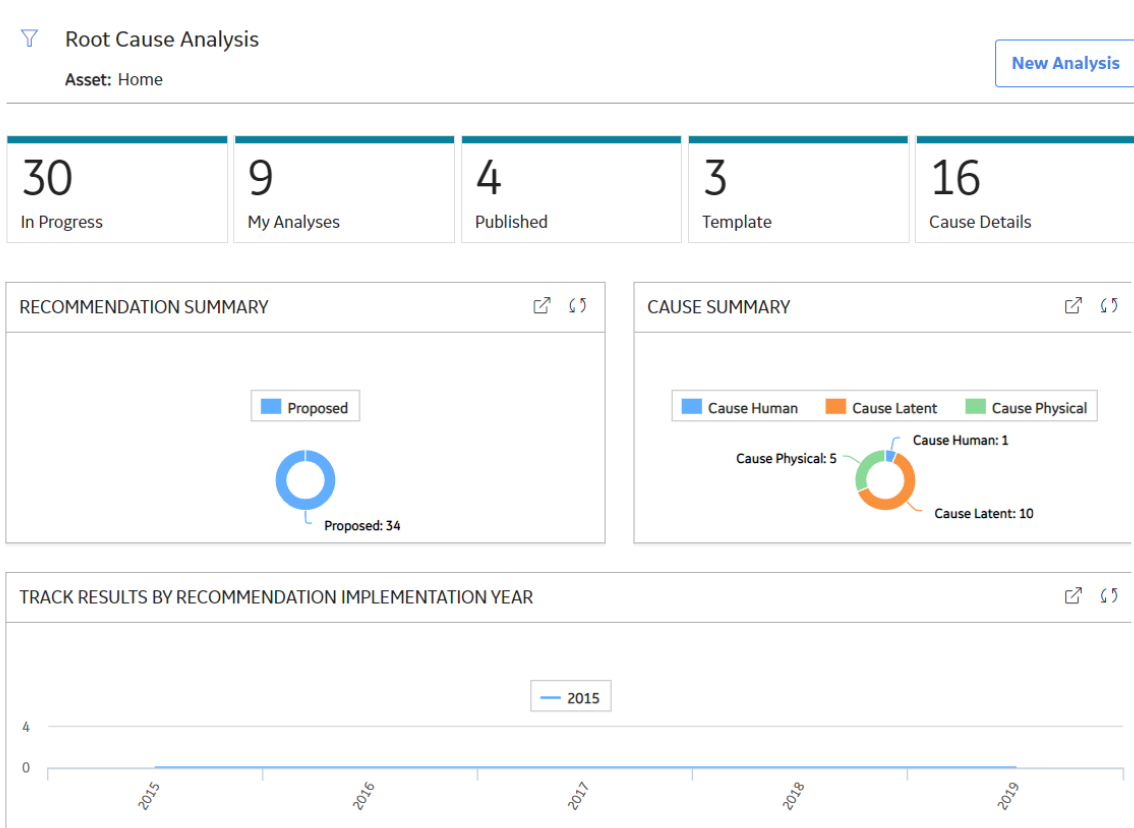 Root Cause Analysis
Asset: Home
New Analysis
30
In Progress
9
My Analyses
4
Published
3
Template
16
Cause Details
RECOMMENDATION SUMMARY
Proposed
Proposed: 34
CAUSE SUMMARY
Cause Human
Cause Latent
Cause Physical
Cause Human: 1
Cause Physical: 5
Cause Latent: 10
TRACK RESULTS BY RECOMMENDATION IMPLEMENTATION YEAR
2015
4
0
2015
2016
2017
2018
2019